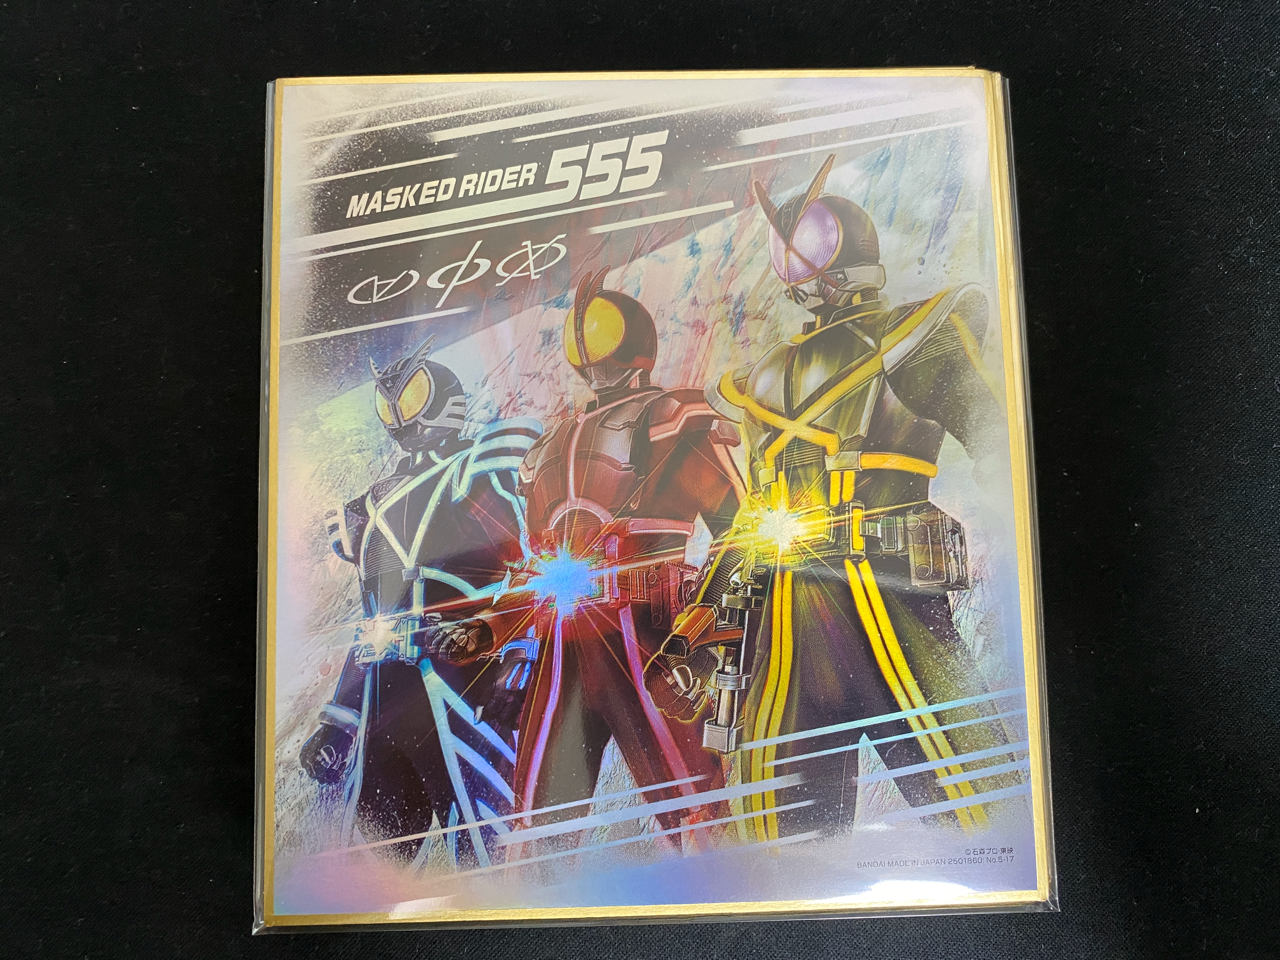 MASKED RIDER 555
©石森プロ・東映
BANDAI MADE IN JAPAN 2501860: No.5-17